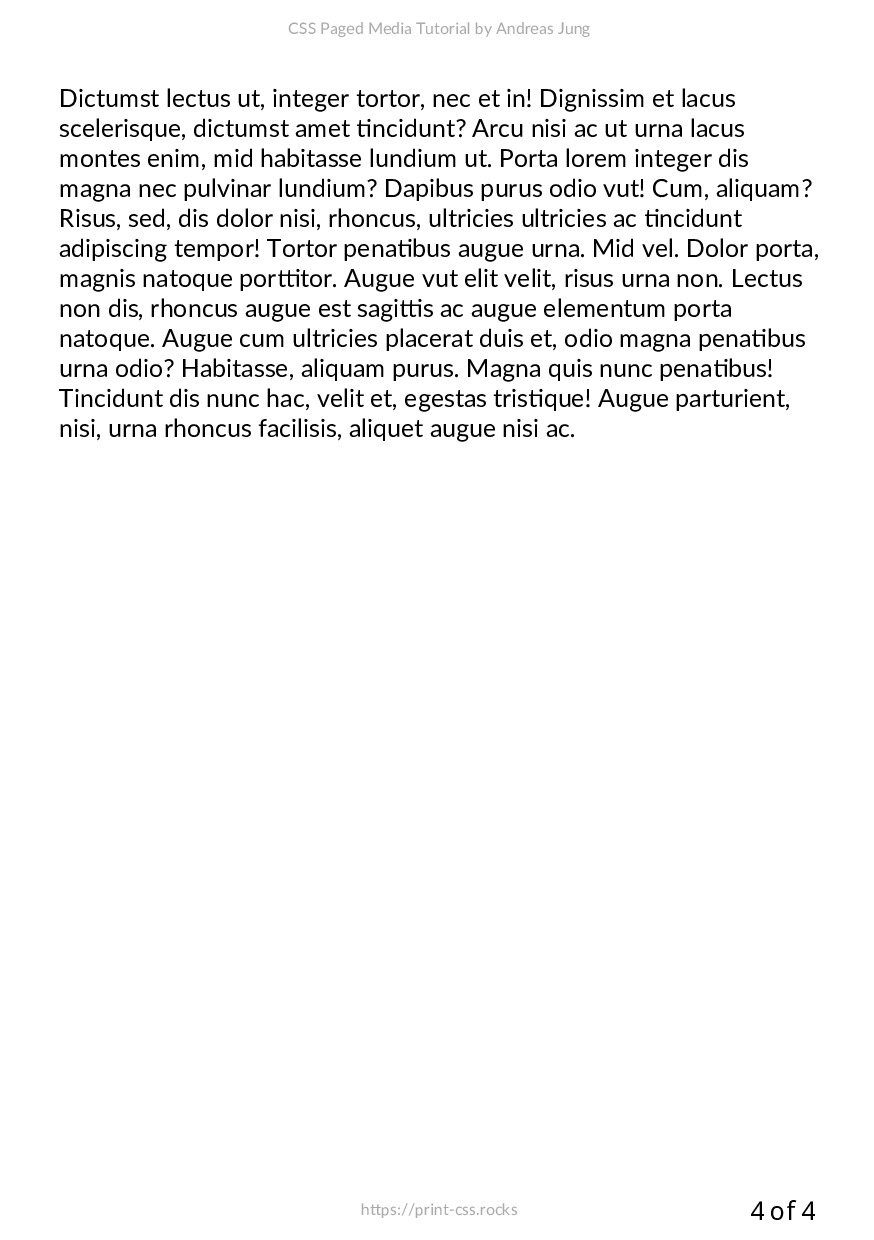 CSS Paged Media Tutorial by Andreas Jung
Dictumst lectus ut, integer tortor, nec et in! Dignissim et lacus
scelerisque, dictumst amet tincidunt? Arcu nisi ac ut urna lacus
montes enim, mid habitasse lundium ut. Porta lorem integer dis
magna nec pulvinar lundium? Dapibus purus odio vut! Cum, aliquam?
Risus, sed, dis dolor nisi, rhoncus, ultricies ultricies ac tincidunt
adipiscing tempor! Tortor penatibus augue urna. Mid vel. Dolor porta,
magnis natoque porttitor. Augue vut elit velit, risus urna non. Lectus
non dis, rhoncus augue est sagittis ac augue elementum porta
natoque. Augue cum ultricies placerat duis et, odio magna penatibus
urna odio? Habitasse, aliquam purus. Magna quis nunc penatibus!
Tincidunt dis nunc hac, velit et, egestas tristique! Augue parturient,
nisi, urna rhoncus facilisis, aliquet augue nisi ac.
https://print-css.rocks
4 of 4